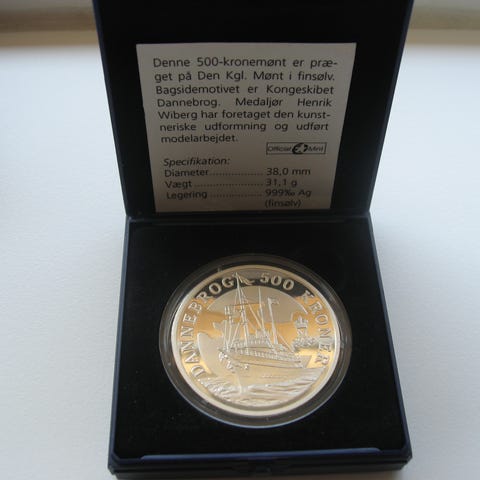 Denne 500-kronemønt er præ-
get på Den Kgl. Mønt i finsølv.
Bagsidemotivet er Kongeskibet
Dannebrog. Medaljør Henrik
Wiberg har foretaget den kunst-
neriske udformning og udført
modelarbejdet.
Official Mint
Specifikation:
Diameter.................. 38,0 mm
Vægt ........................ 31,1 g
Legering .................. 999‰ Ag
(finsølv)
DANNEBROG 500 KRONER